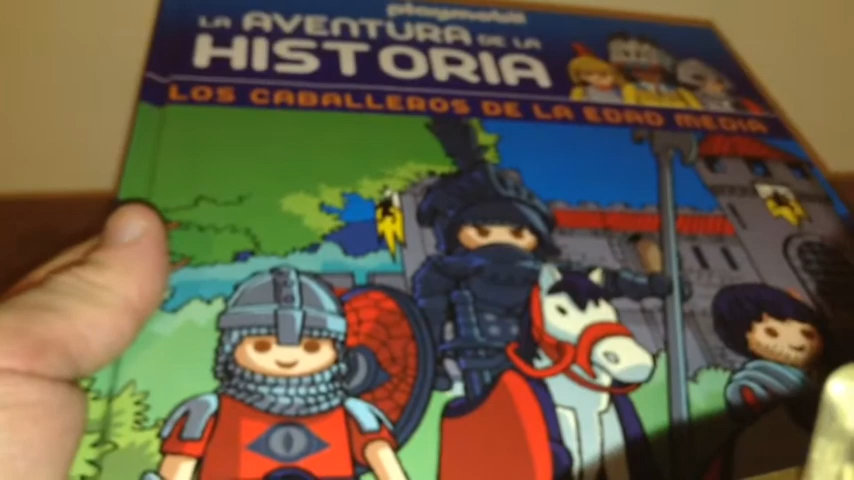 playmobil
LA AVENTURA DE LA
HISTORIA
LOS CABALLEROS DE LA EDAD MEDIA